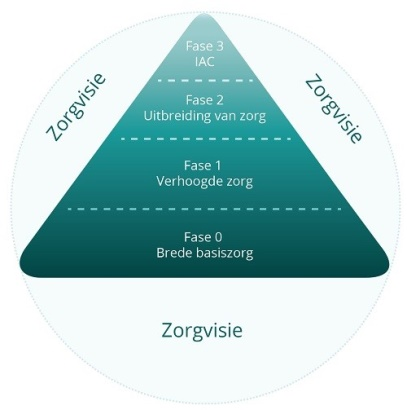 Fase 3
IAC
Zorgvisie
Zorgvisie
Fase 2
Uitbreiding van zorg
Fase 1
Verhoogde zorg
Fase 0
Brede basiszorg
Zorgvisie